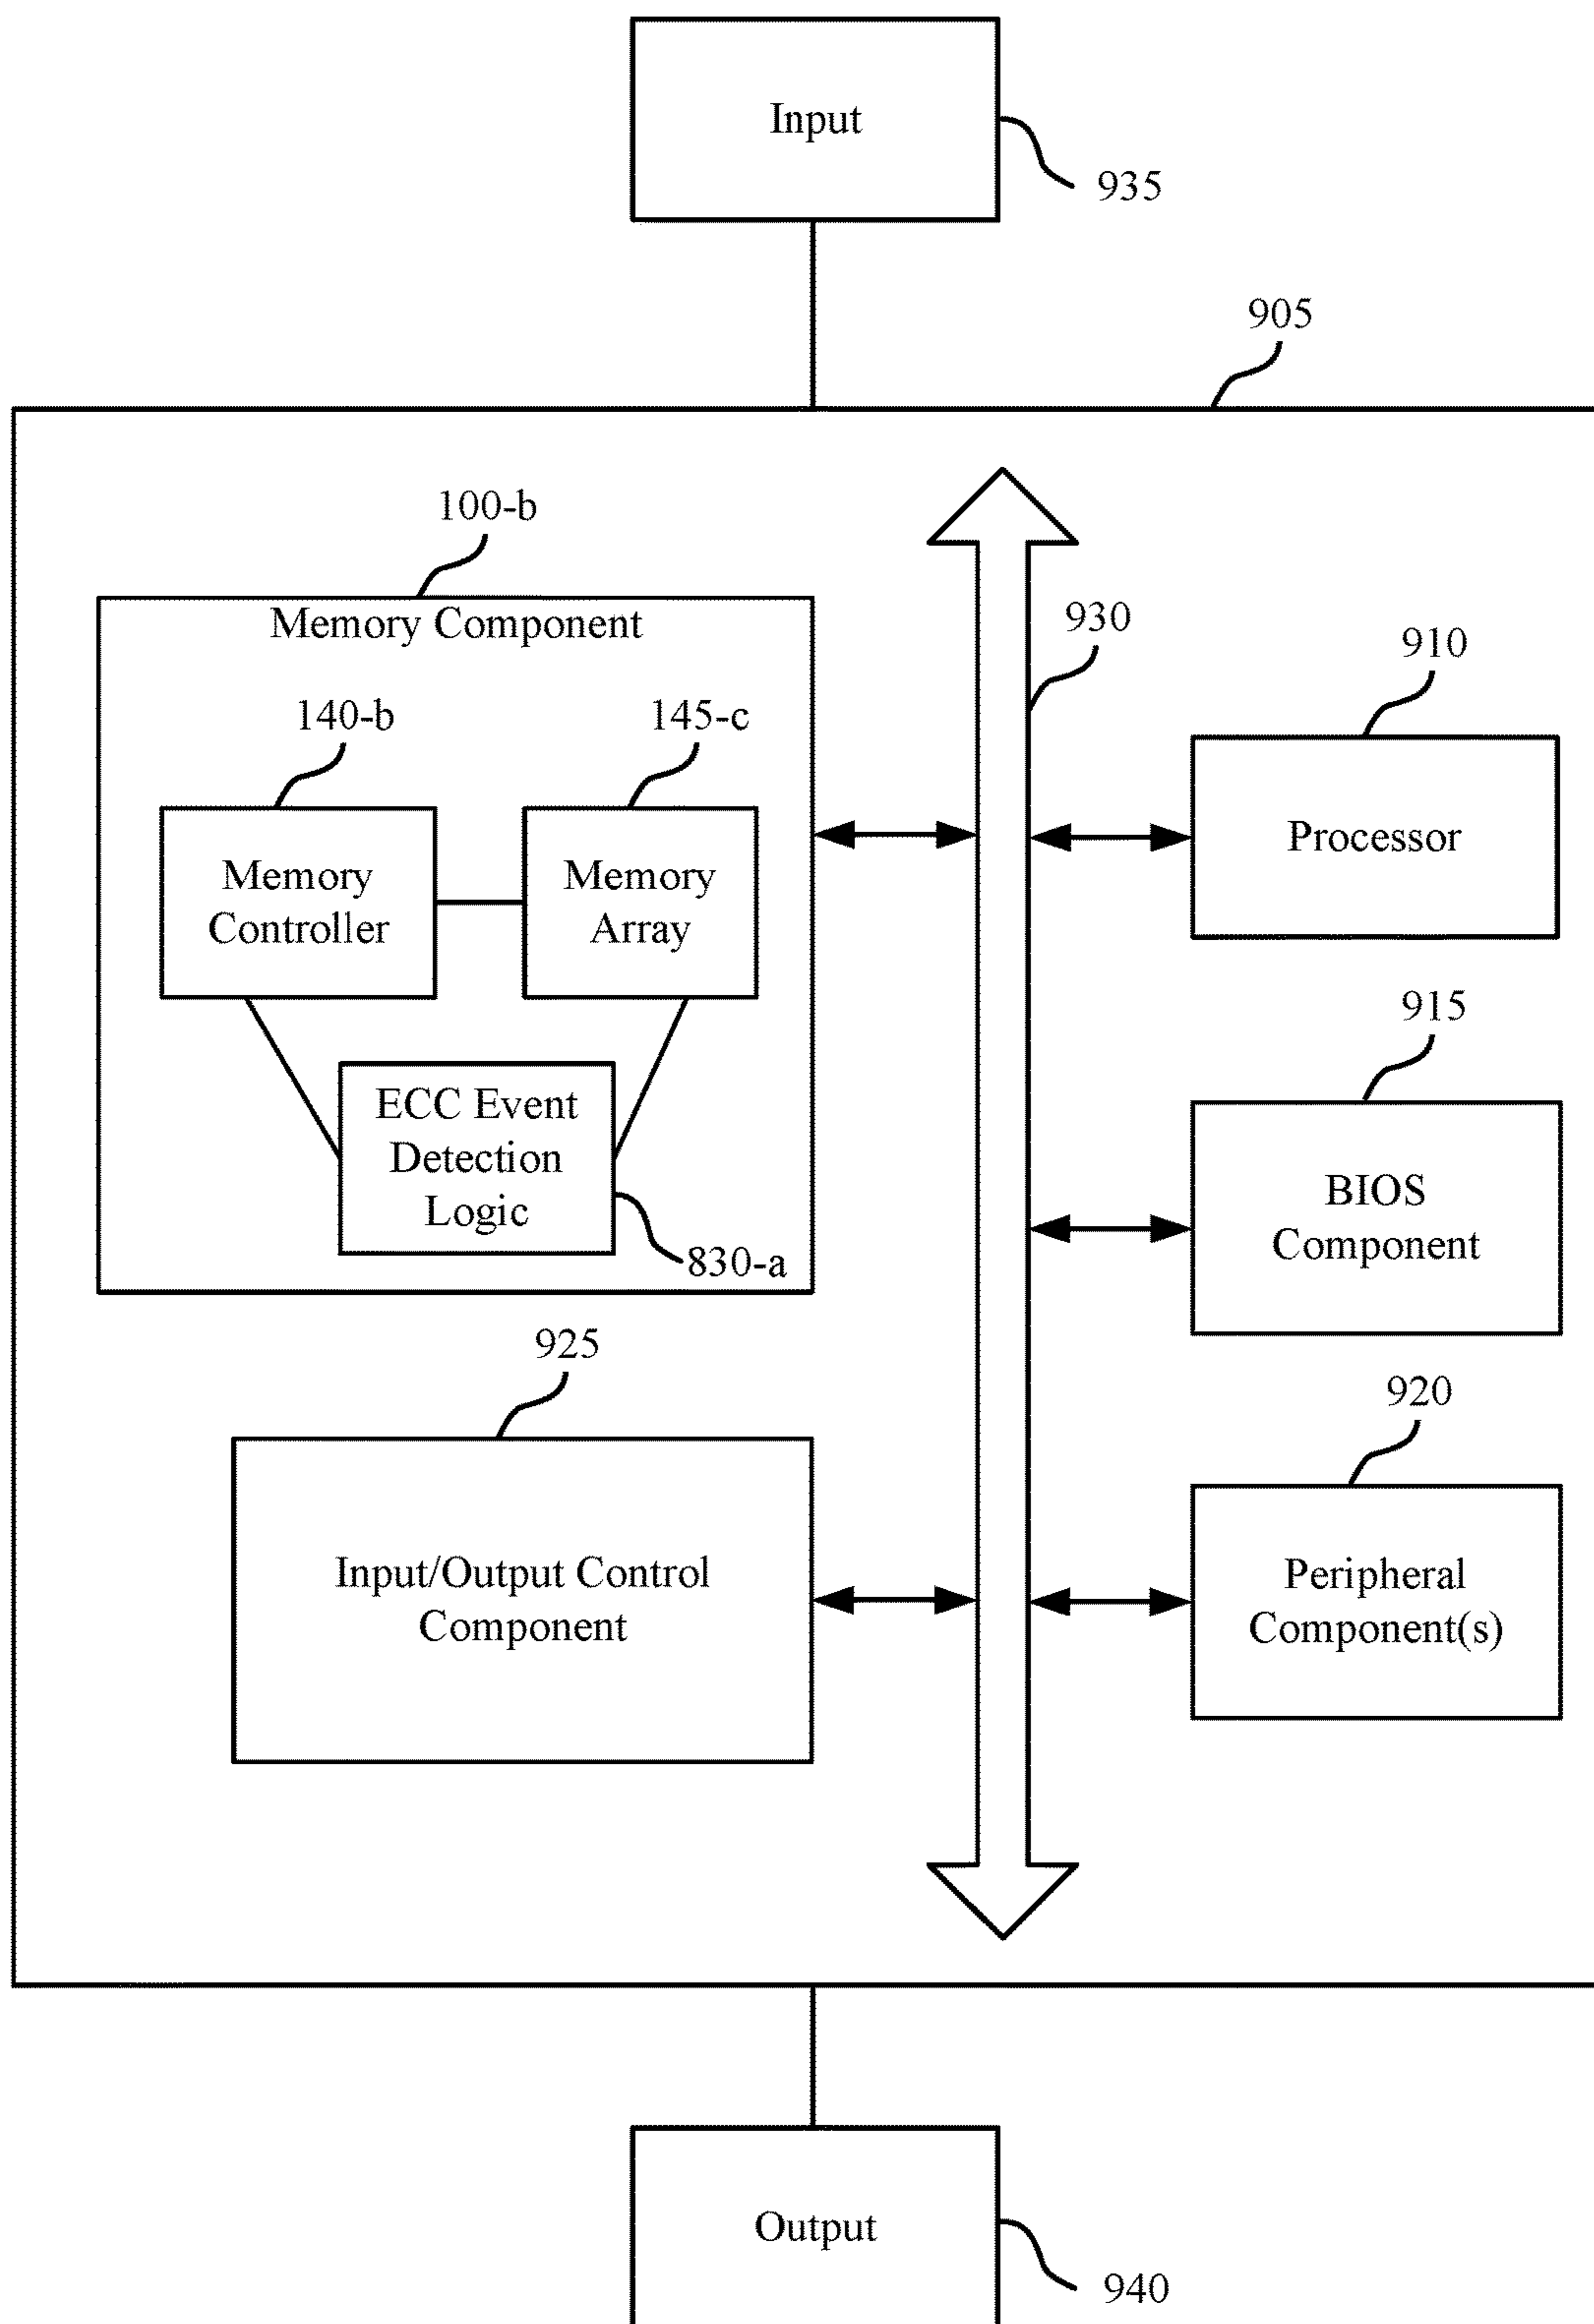 Input
935
905
100-b
Memory Component
930
910
140-b
145-c
Processor
Memory
Controller
Memory
Array
915
ECC Event
Detection
Logic
BIOS
Component
830-a
925
920
Input/Output Control
Component
Peripheral
Component(s)
Output
940